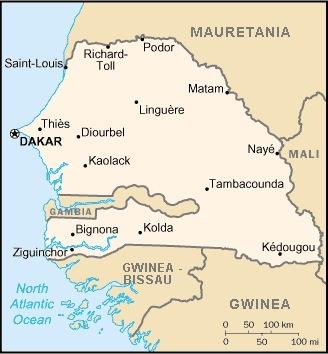 MAURETANIA
Podor
Richard-
Toll
Saint-Louis
Matam
Linguère
Thiès
Diourbel
DAKAR
Nayé
MALI
Kaolack
Tambacounda
GAMBIA
Bignona
Kolda
Ziguinchor
Kédougou
GWINEA -
BISSAU
North
Atlantic
Ocean
GWINEA
0 50 100 km
0 50 100 mi